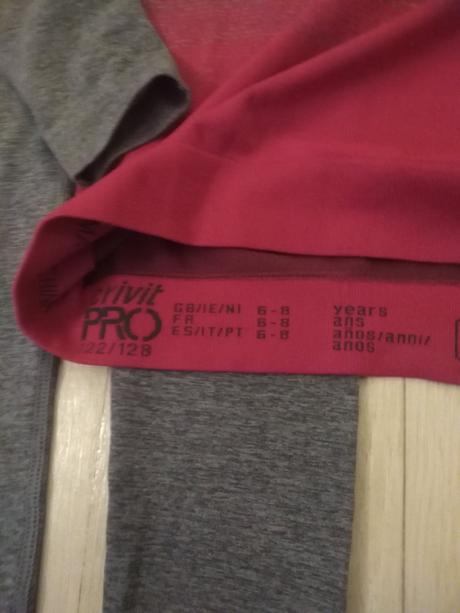 crivit
PRO
122/128
GB/IE/NI 6-8 years
FR 6-8 ans
ES/IT/PT 6-8 años/anni/
anos